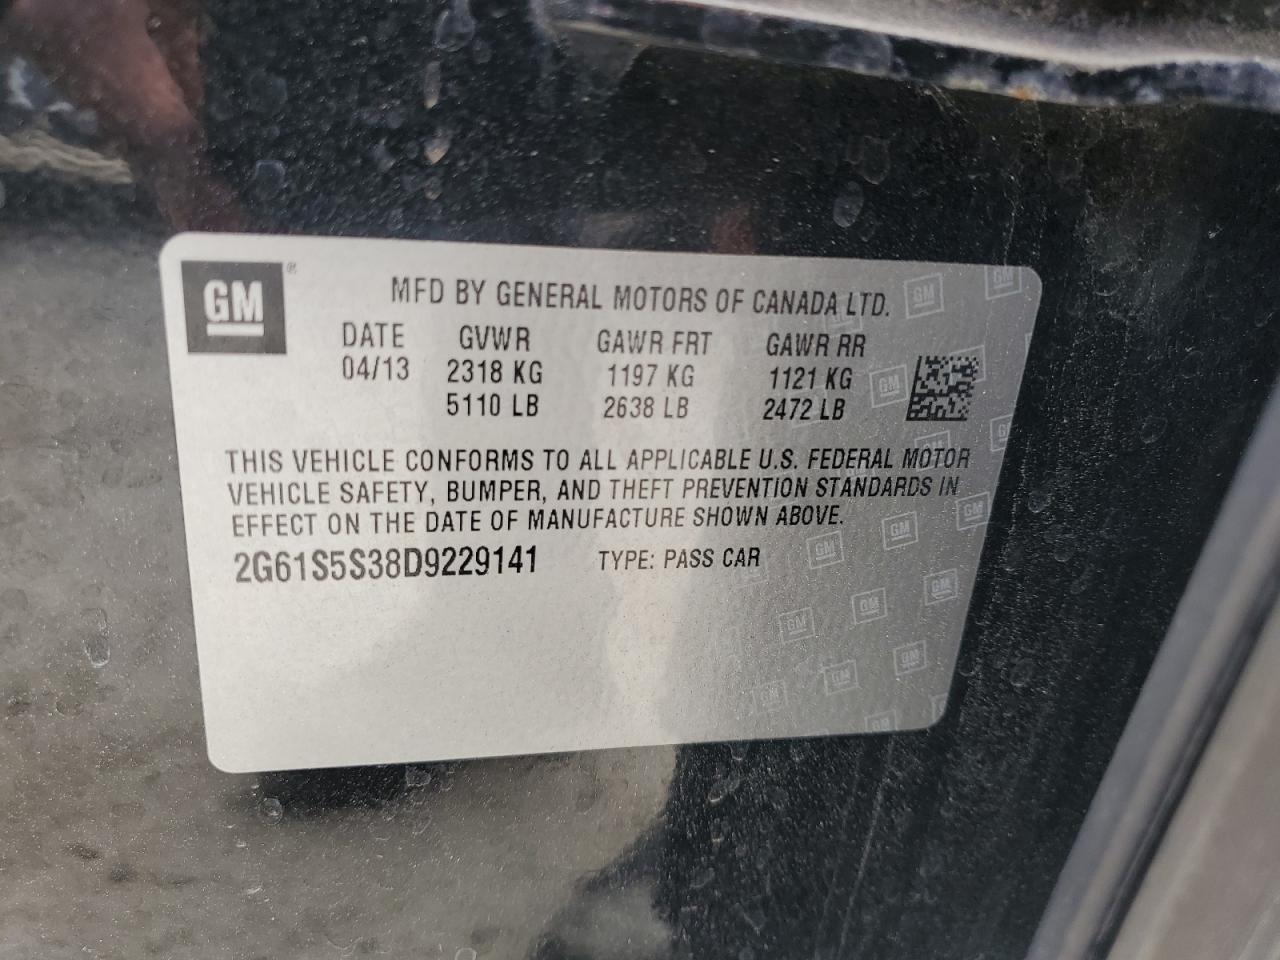 GM ®
MFD BY GENERAL MOTORS OF CANADA LTD.
DATE GVWR GAWR FRT GAWR RR
04/13 2318 KG 1197 KG 1121 KG
5110 LB 2638 LB 2472 LB
THIS VEHICLE CONFORMS TO ALL APPLICABLE U.S. FEDERAL MOTOR
VEHICLE SAFETY, BUMPER, AND THEFT PREVENTION STANDARDS IN
EFFECT ON THE DATE OF MANUFACTURE SHOWN ABOVE.
2G61S5S38D9229141 TYPE: PASS CAR